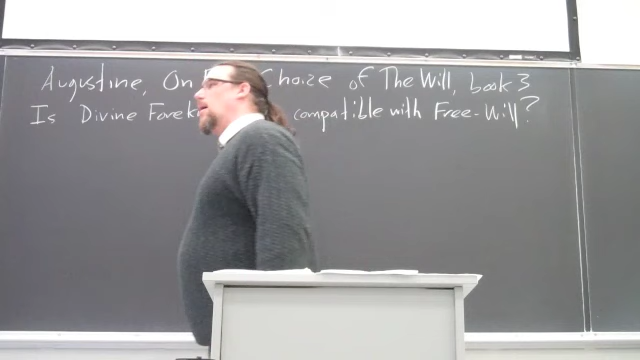 Augustine, On Choice of The Will, book 3
Is Divine compatible with Free-Will?